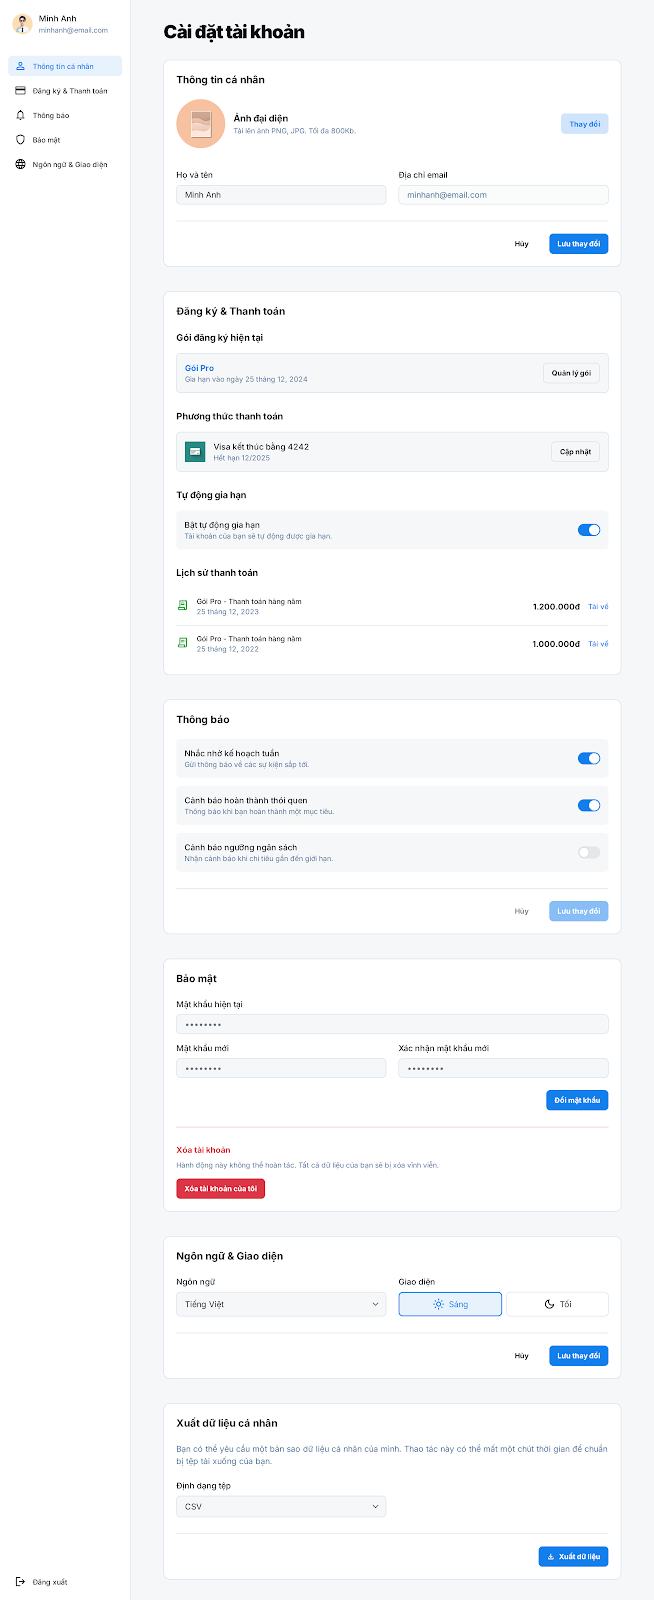 Minh Anh
minhanh@email.com
Thông tin cá nhân
Đăng ký & Thanh toán
Thông báo
Bảo mật
Ngôn ngữ & Giao diện
Đăng xuất
Cài đặt tài khoản
Thông tin cá nhân
Ảnh đại diện
Tải lên ảnh PNG, JPG. Tối đa 800Kb.
Thay đổi
Họ và tên
Địa chỉ email
Minh Anh
minhanh@email.com
Hủy
Lưu thay đổi
Đăng ký & Thanh toán
Gói đăng ký hiện tại
Gói Pro
Gia hạn vào ngày 25 tháng 12, 2024
Quản lý gói
Phương thức thanh toán
Visa kết thúc bằng 4242
Hết hạn 12/2025
Cập nhật
Tự động gia hạn
Bật tự động gia hạn
Tài khoản của bạn sẽ tự động được gia hạn.
Lịch sử thanh toán
Gói Pro - Thanh toán hàng năm
25 tháng 12, 2023
1.200.000đ
Tải về
Gói Pro - Thanh toán hàng năm
25 tháng 12, 2022
1.000.000đ
Tải về
Thông báo
Nhắc nhở kế hoạch tuần
Gửi thông báo về các sự kiện sắp tới.
Cảnh báo hoàn thành thói quen
Thông báo khi bạn hoàn thành một mục tiêu.
Cảnh báo ngưỡng ngân sách
Nhận cảnh báo khi chi tiêu gần đến giới hạn.
Hủy
Lưu thay đổi
Bảo mật
Mật khẩu hiện tại
••••••••
Mật khẩu mới
Xác nhận mật khẩu mới
••••••••
••••••••
Đổi mật khẩu
Xóa tài khoản
Hành động này không thể hoàn tác. Tất cả dữ liệu của bạn sẽ bị xóa vĩnh viễn.
Xóa tài khoản của tôi
Ngôn ngữ & Giao diện
Ngôn ngữ
Giao diện
Tiếng Việt
Sáng
Tối
Hủy
Lưu thay đổi
Xuất dữ liệu cá nhân
Bạn có thể yêu cầu một bản sao dữ liệu cá nhân của mình. Thao tác này có thể mất một chút thời gian để chuẩn
bị tệp tải xuống của bạn.
Định dạng tệp
CSV
Xuất dữ liệu